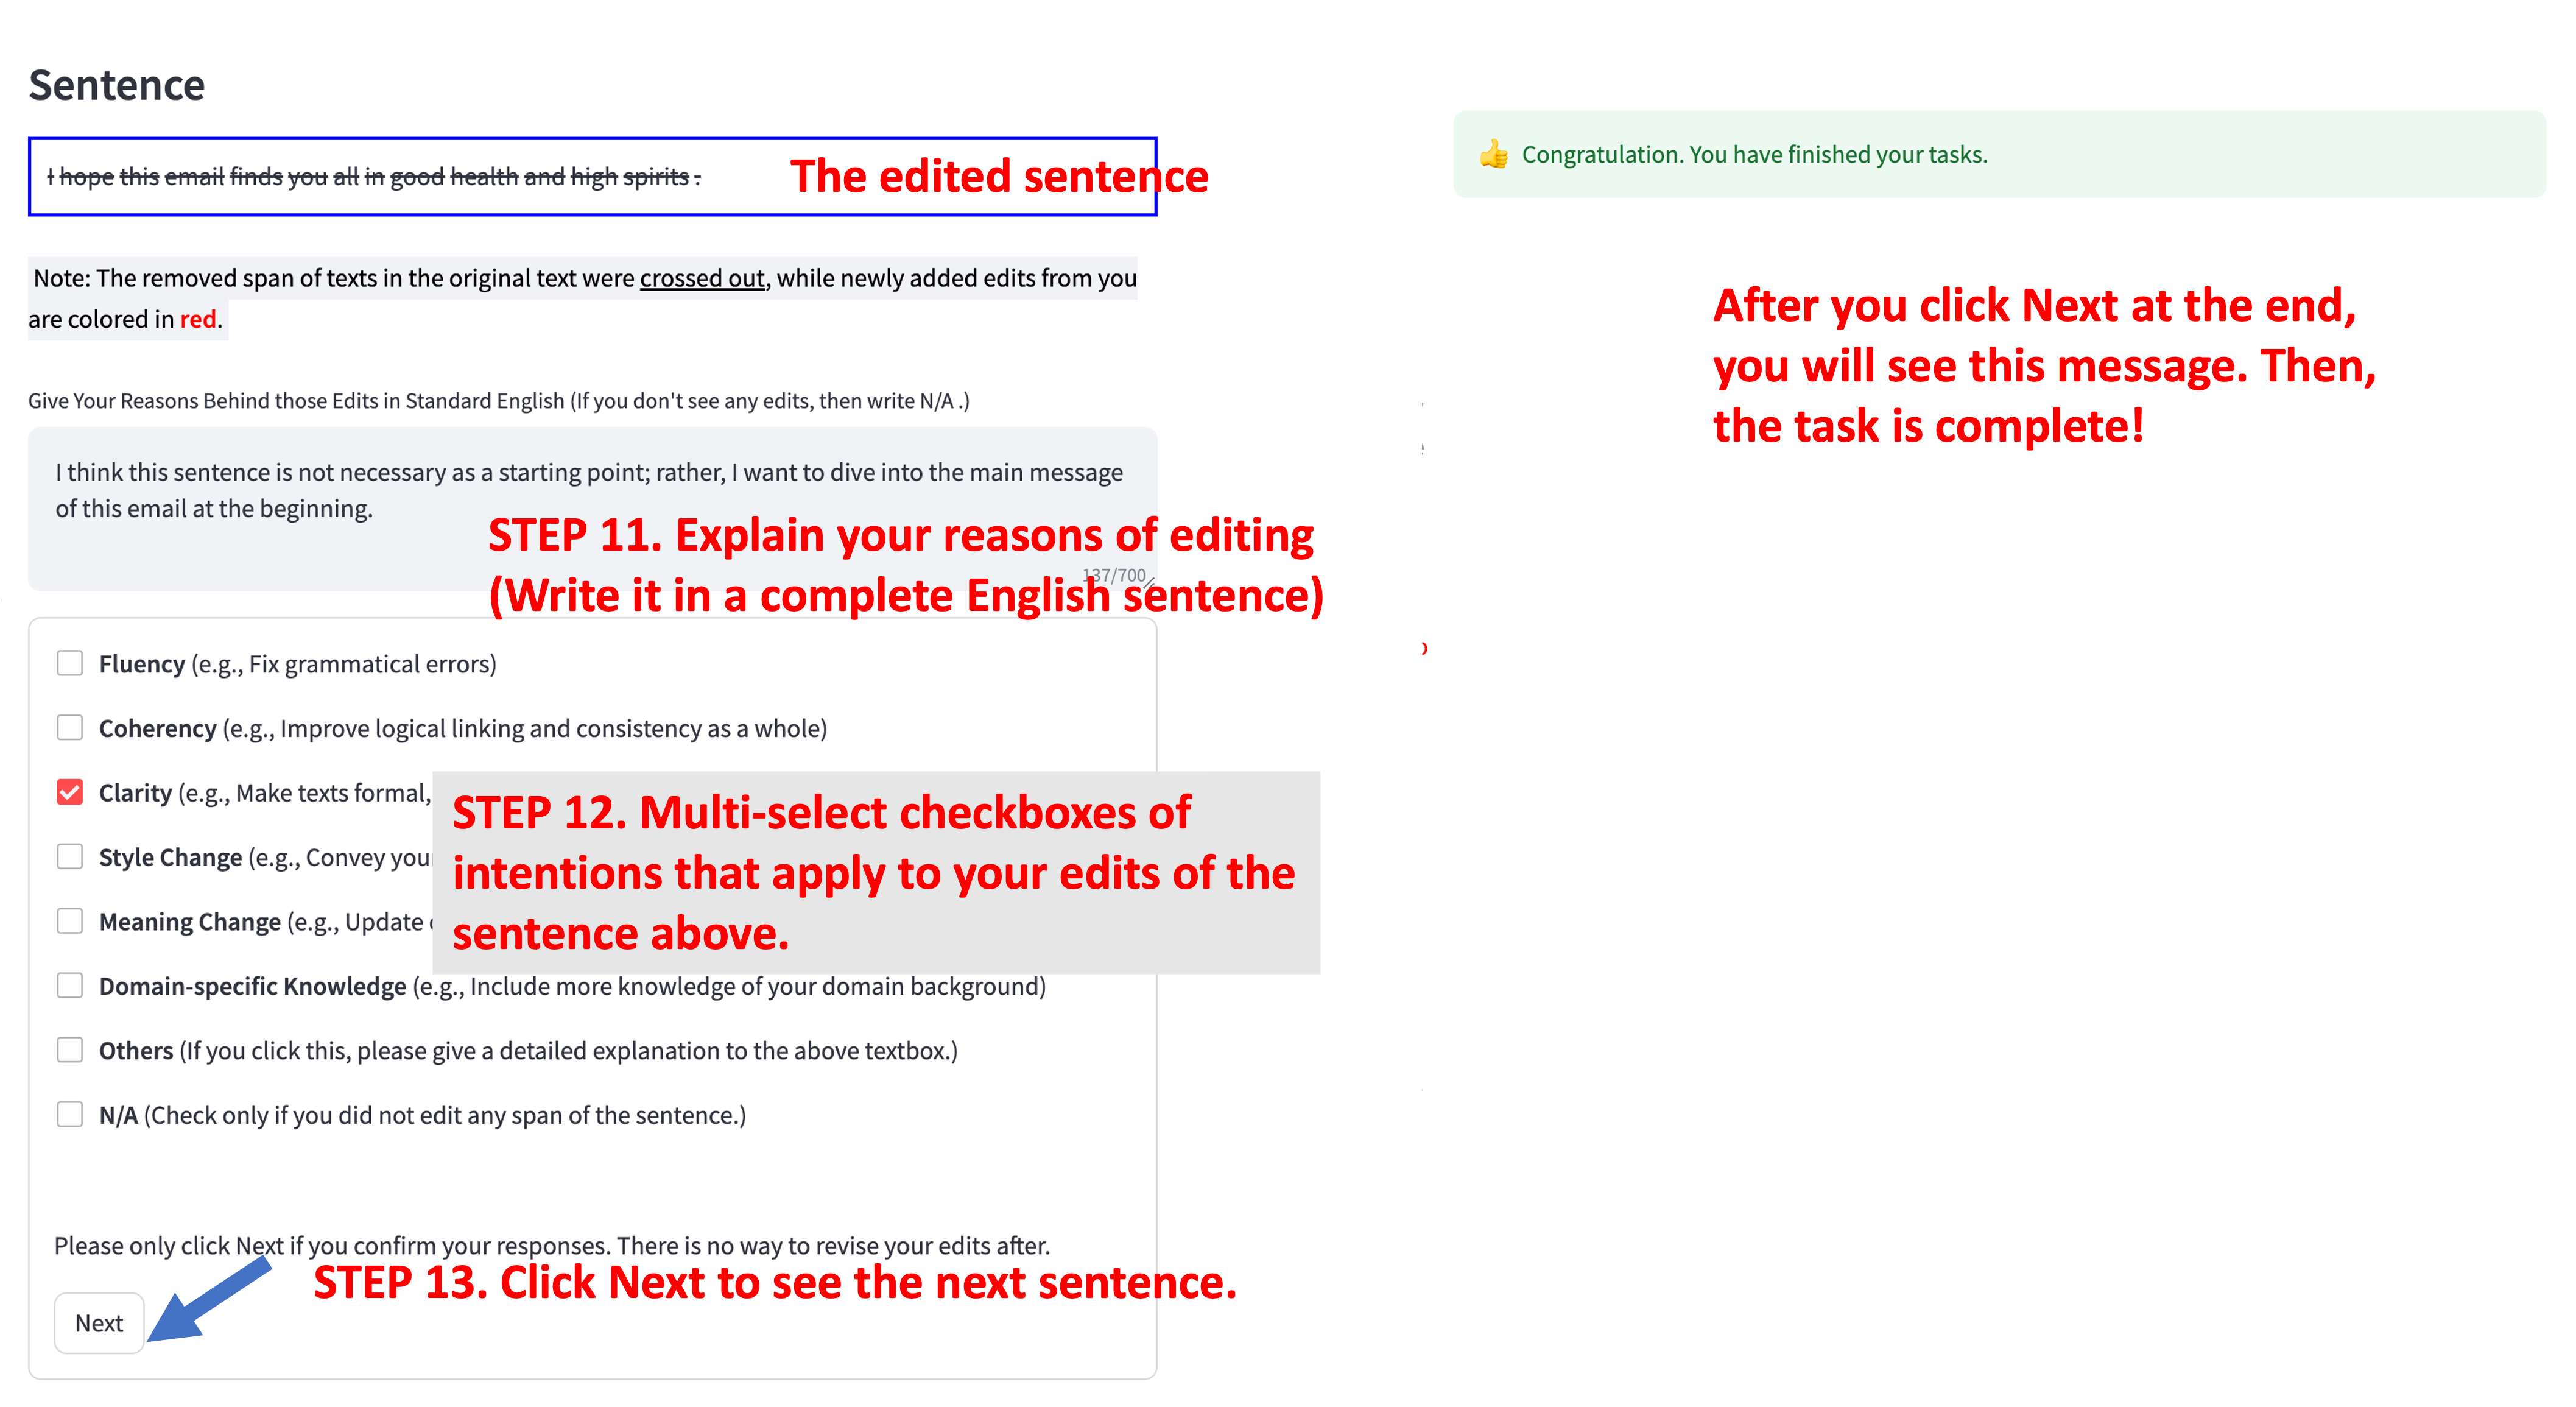 Sentence
I hope this email finds you all in good health and high spirits .
The edited sentence
Note: The removed span of texts in the original text were crossed out, while newly added edits from you
are colored in red.
Give Your Reasons Behind those Edits in Standard English (If you don't see any edits, then write N/A .)
I think this sentence is not necessary as a starting point; rather, I want to dive into the main message
of this email at the beginning.
STEP 11. Explain your reasons of editing
137/700
(Write it in a complete English sentence)
Fluency (e.g., Fix grammatical errors)
Coherency (e.g., Improve logical linking and consistency as a whole)
Clarity (e.g., Make texts formal,
Style Change (e.g., Convey you
Meaning Change (e.g., Update
STEP 12. Multi-select checkboxes of
intentions that apply to your edits of the
sentence above.
Domain-specific Knowledge (e.g., Include more knowledge of your domain background)
Others (If you click this, please give a detailed explanation to the above textbox.)
N/A (Check only if you did not edit any span of the sentence.)
Please only click Next if you confirm your responses. There is no way to revise your edits after.
STEP 13. Click Next to see the next sentence.
Next
👍 Congratulation. You have finished your tasks.
After you click Next at the end,
you will see this message. Then,
the task is complete!